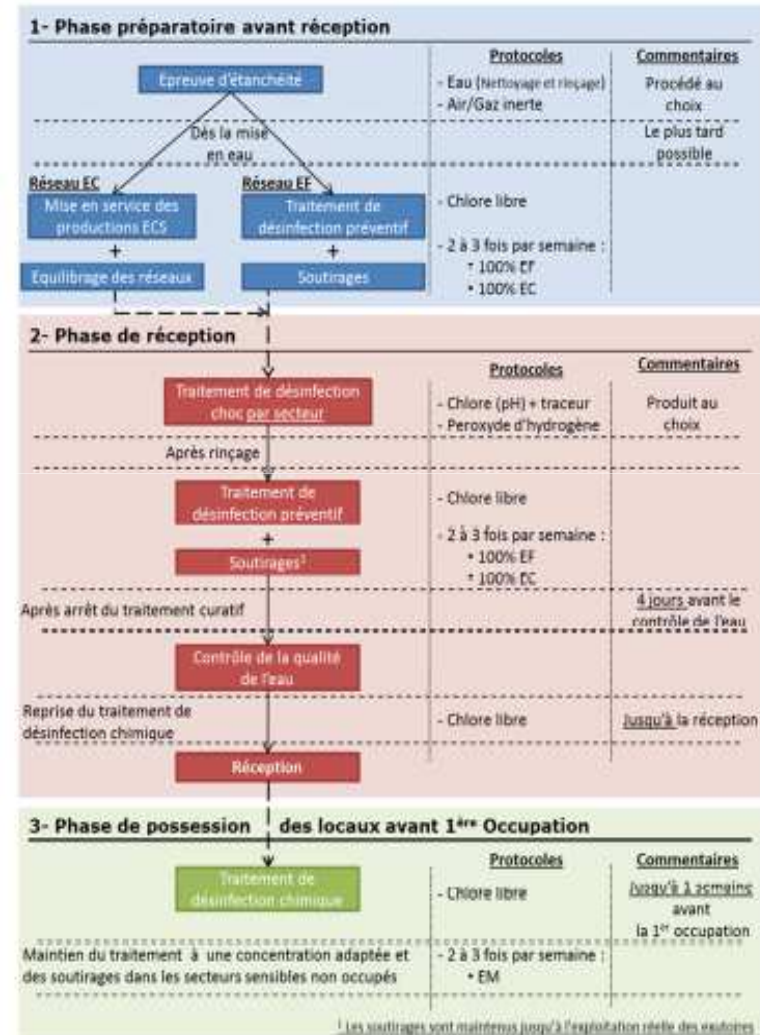 1- Phase préparatoire avant réception
Protocoles
Commentaires
Epreuve d'étanchéité
- Eau (Nettoyage et rinçage)
- Air/Gaz inerte
Procédé au
choix
Dès la mise
en eau
Le plus tard
possible
Réseau EC
Réseau EF
Mise en service des
productions ECS
Traitement de
désinfection préventif
- Chlore libre
+
+
- 2 à 3 fois par semaine :
• 100% EF
• 100% EC
Equilibrage des réseaux
Soutirages
2- Phase de réception
Protocoles
Commentaires
Traitement de désinfection
choc par secteur
- Chlore (pH) + traceur
- Peroxyde d'hydrogène
Produit au
choix
Après rinçage
Traitement de
désinfection préventif
- Chlore libre
+
- 2 à 3 fois par semaine :
• 100% EF
• 100% EC
Soutirages¹
Après arrêt du traitement curatif
4 jours avant le
contrôle de l'eau
Contrôle de la qualité
de l'eau
Reprise du traitement de
désinfection chimique
- Chlore libre
Jusqu'à la réception
Réception
3- Phase de possession des locaux avant 1ère Occupation
Protocoles
Commentaires
Traitement de
désinfection chimique
- Chlore libre
Jusqu'à 1 semaine
avant
la 1er occupation
Maintien du traitement à une concentration adaptée et
des soutirages dans les secteurs sensibles non occupés
- 2 à 3 fois par semaine :
• EM
¹ Les soutirages sont maintenus jusqu'à l'exploitation réelle des exutoires